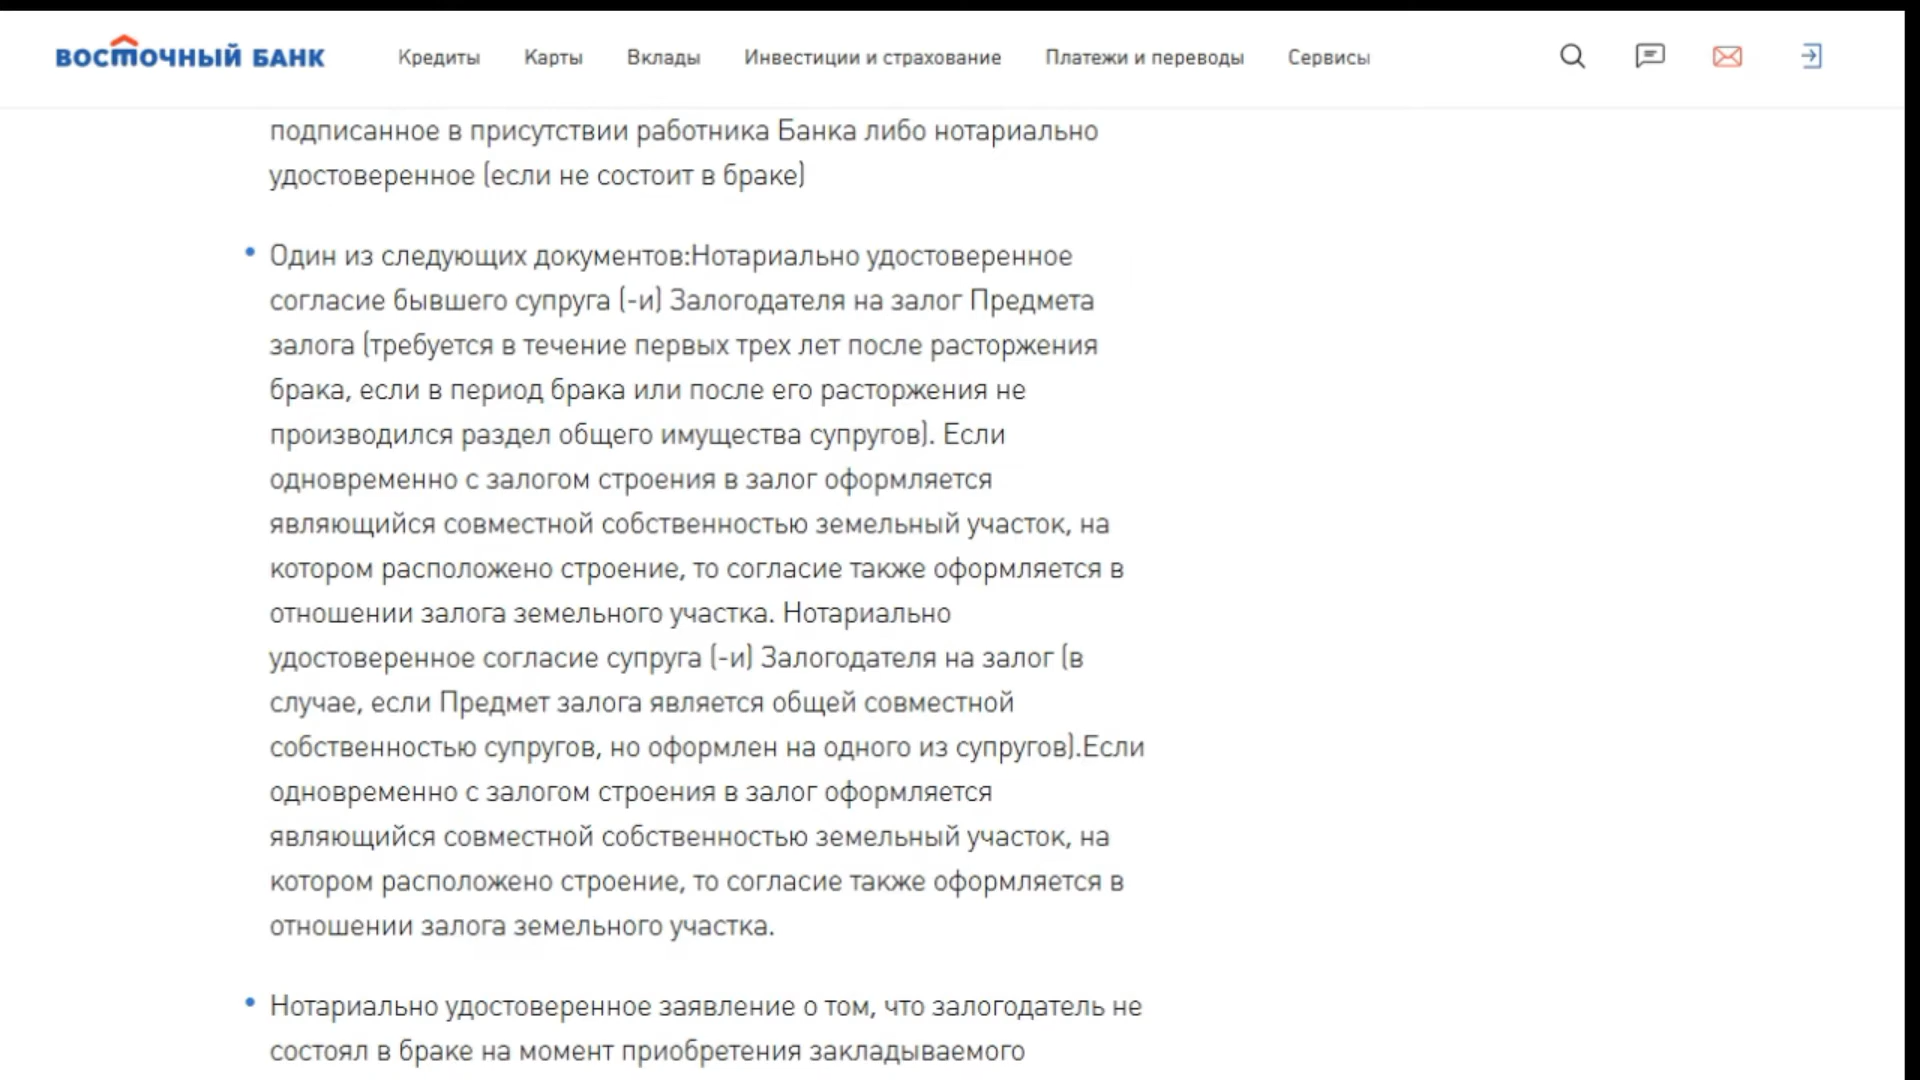 ВОСТОЧНЫЙ БАНК Кредиты Карты Вклады Инвестиции и страхование Платежи и переводы Сервисы
подписанное в присутствии работника Банка либо нотариально
удостоверенное (если не состоит в браке)
• Один из следующих документов:Нотариально удостоверенное
согласие бывшего супруга (-и) Залогодателя на залог Предмета
залога (требуется в течение первых трех лет после расторжения
брака, если в период брака или после его расторжения не
производился раздел общего имущества супругов). Если
одновременно с залогом строения в залог оформляется
являющийся совместной собственностью земельный участок, на
котором расположено строение, то согласие также оформляется в
отношении залога земельного участка. Нотариально
удостоверенное согласие супруга (-и) Залогодателя на залог (в
случае, если Предмет залога является общей совместной
собственностью супругов, но оформлен на одного из супругов).Если
одновременно с залогом строения в залог оформляется
являющийся совместной собственностью земельный участок, на
котором расположено строение, то согласие также оформляется в
отношении залога земельного участка.
• Нотариально удостоверенное заявление о том, что залогодатель не
состоял в браке на момент приобретения закладываемого